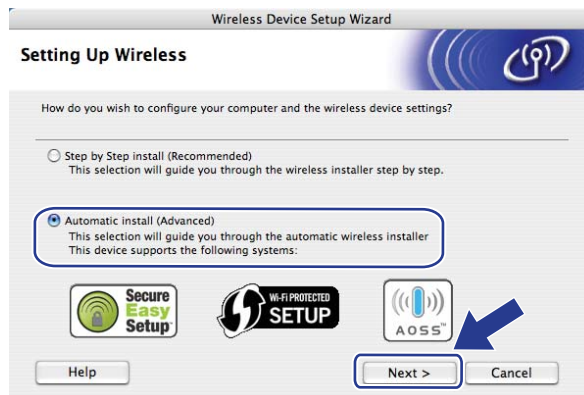 Wireless Device Setup Wizard
Setting Up Wireless
How do you wish to configure your computer and the wireless device settings?
Step by Step install (Recommended)
This selection will guide you through the wireless installer step by step.
Automatic install (Advanced)
This selection will guide you through the automatic wireless installer
This device supports the following systems:
Secure
Easy
Setup™
Wi-Fi PROTECTED
SETUP
AOSS™
Help
Next >
Cancel